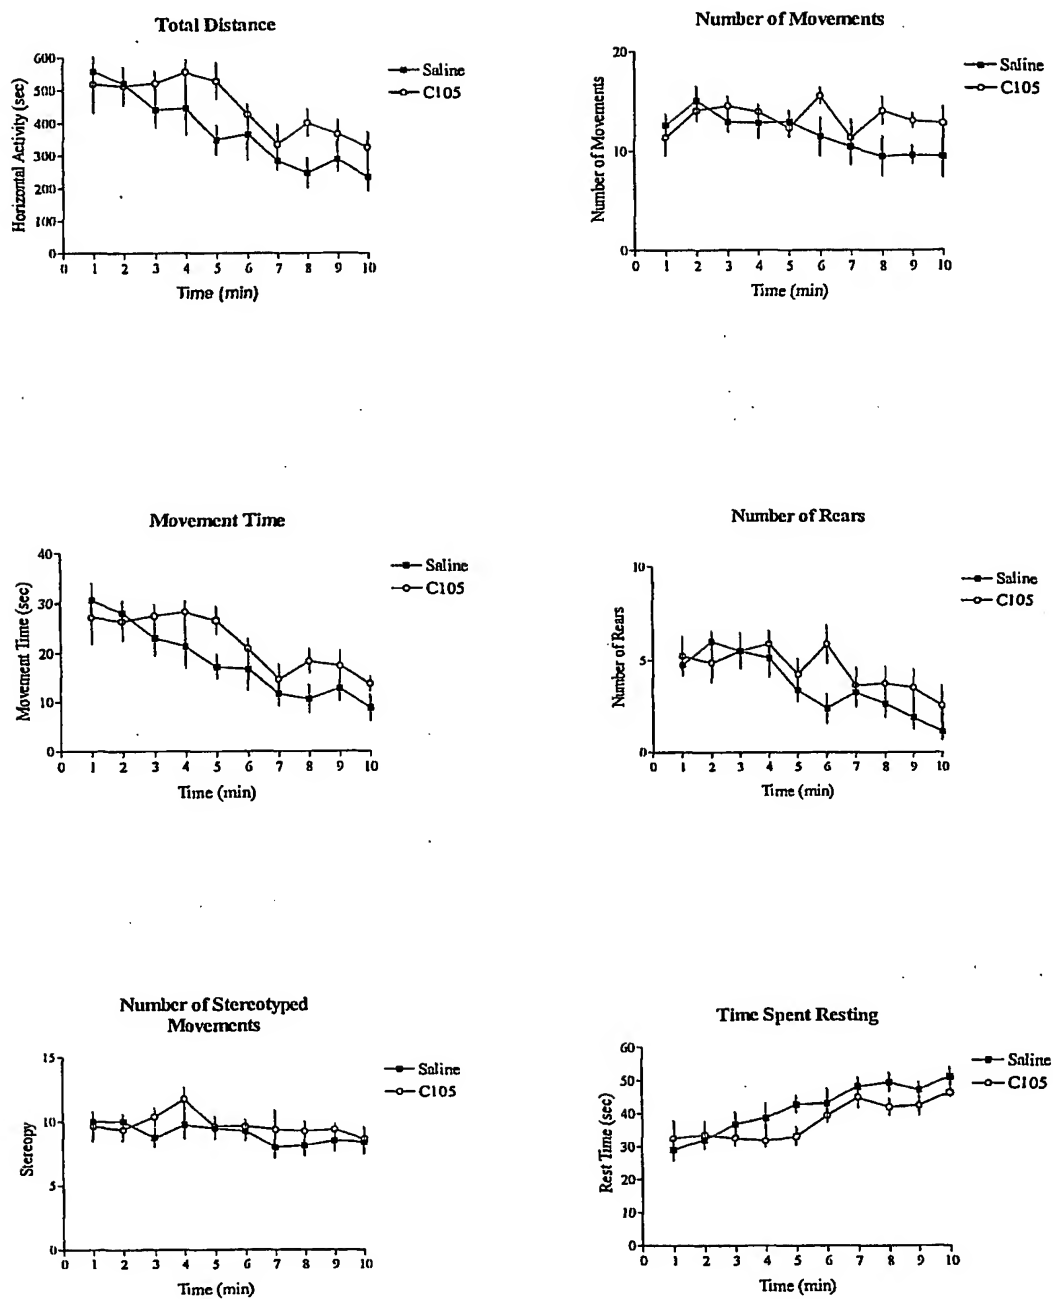 Total Distance
Horizontal Activity (sec)
600
500
400
300
200
100
0
0 1 2 3 4 5 6 7 8 9 10
Time (min)
Saline
C105
Number of Movements
Number of Movements
20
10
0
0 1 2 3 4 5 6 7 8 9 10
Time (min)
Saline
C105
Movement Time
Movement Time (sec)
40
30
20
10
0
0 1 2 3 4 5 6 7 8 9 10
Time (min)
Saline
C105
Number of Rears
Number of Rears
10
5
0
0 1 2 3 4 5 6 7 8 9 10
Time (min)
Saline
C105
Number of Stereotyped
Movements
Stereopy
15
10
5
0
0 1 2 3 4 5 6 7 8 9 10
Time (min)
Saline
C105
Time Spent Resting
Rest Time (sec)
60
50
40
30
20
10
0
0 1 2 3 4 5 6 7 8 9 10
Time (min)
Saline
C105